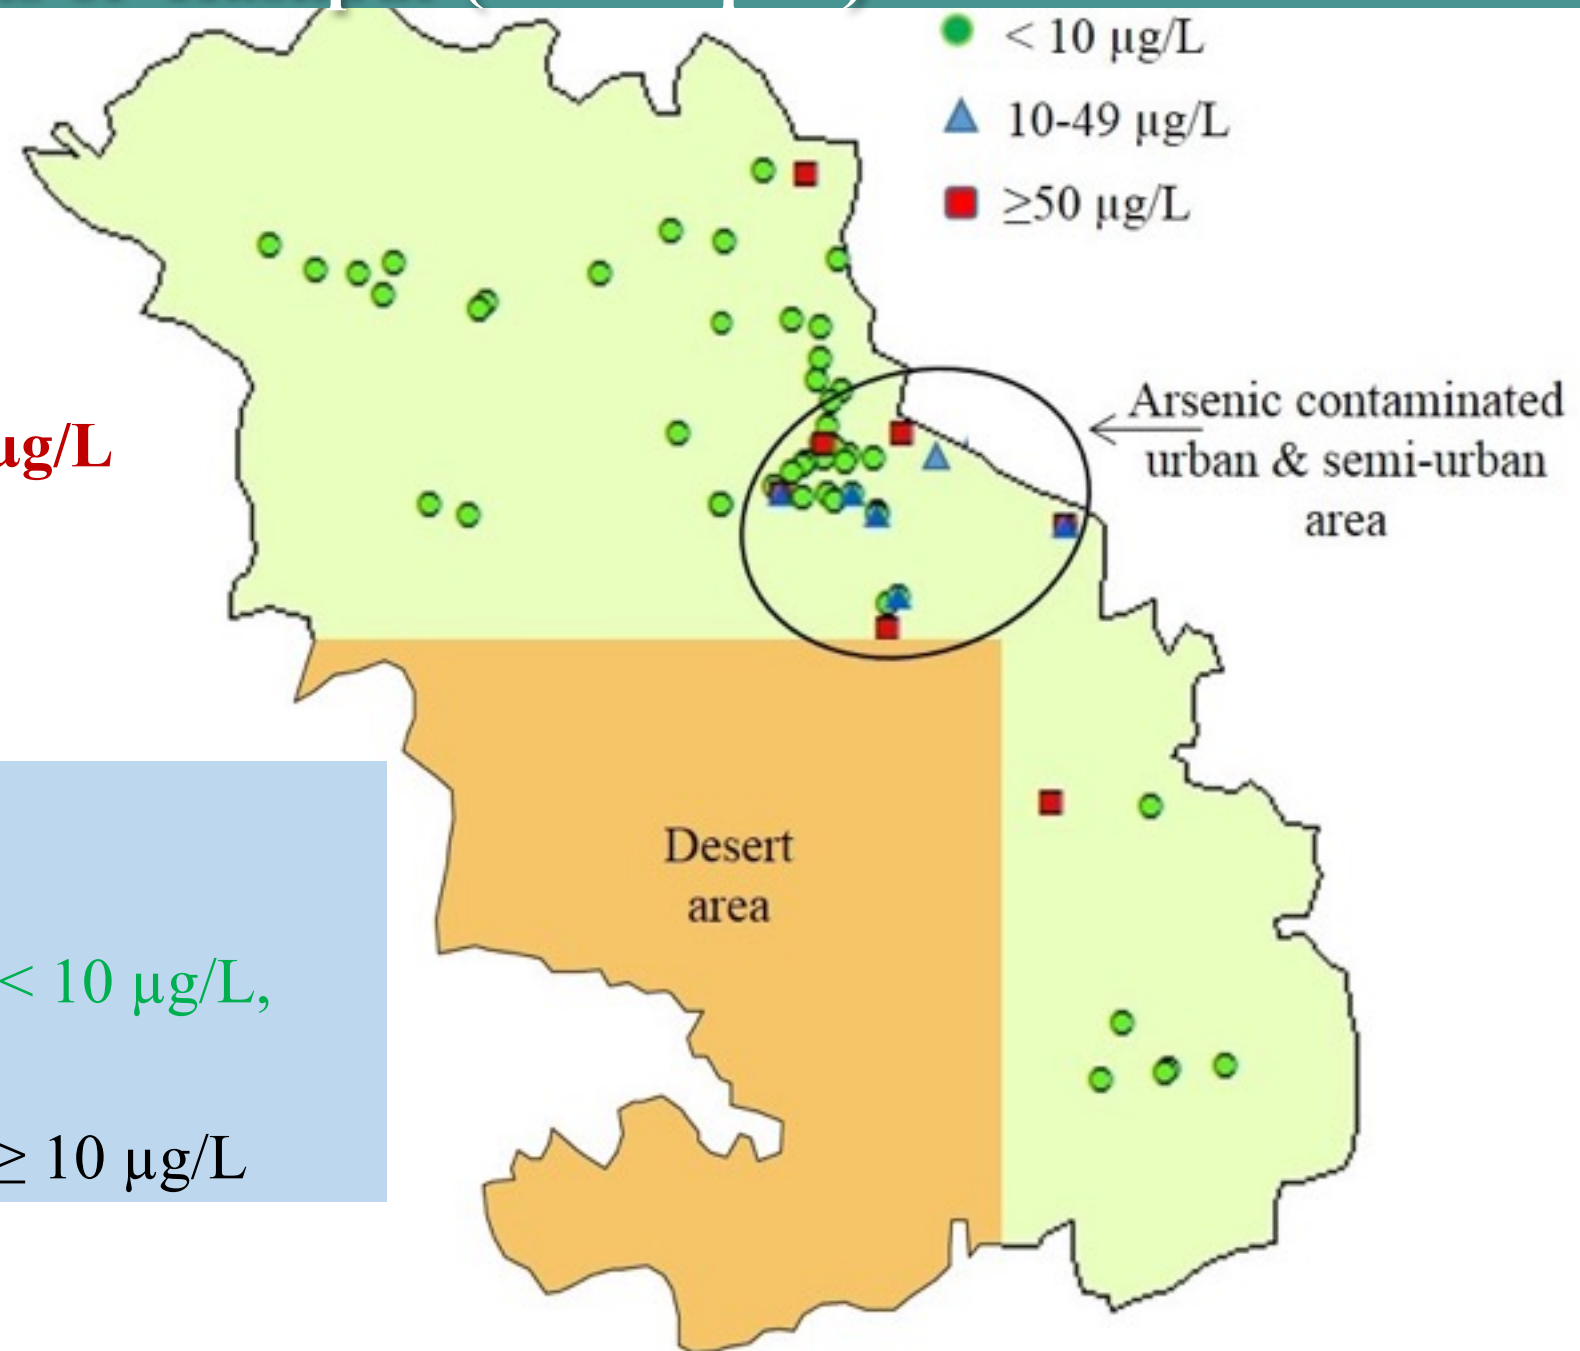 < 10 µg/L
10-49 µg/L
≥50 µg/L
Arsenic contaminated
urban & semi-urban
area
µg/L
Desert
area
< 10 µg/L,
≥ 10 µg/L